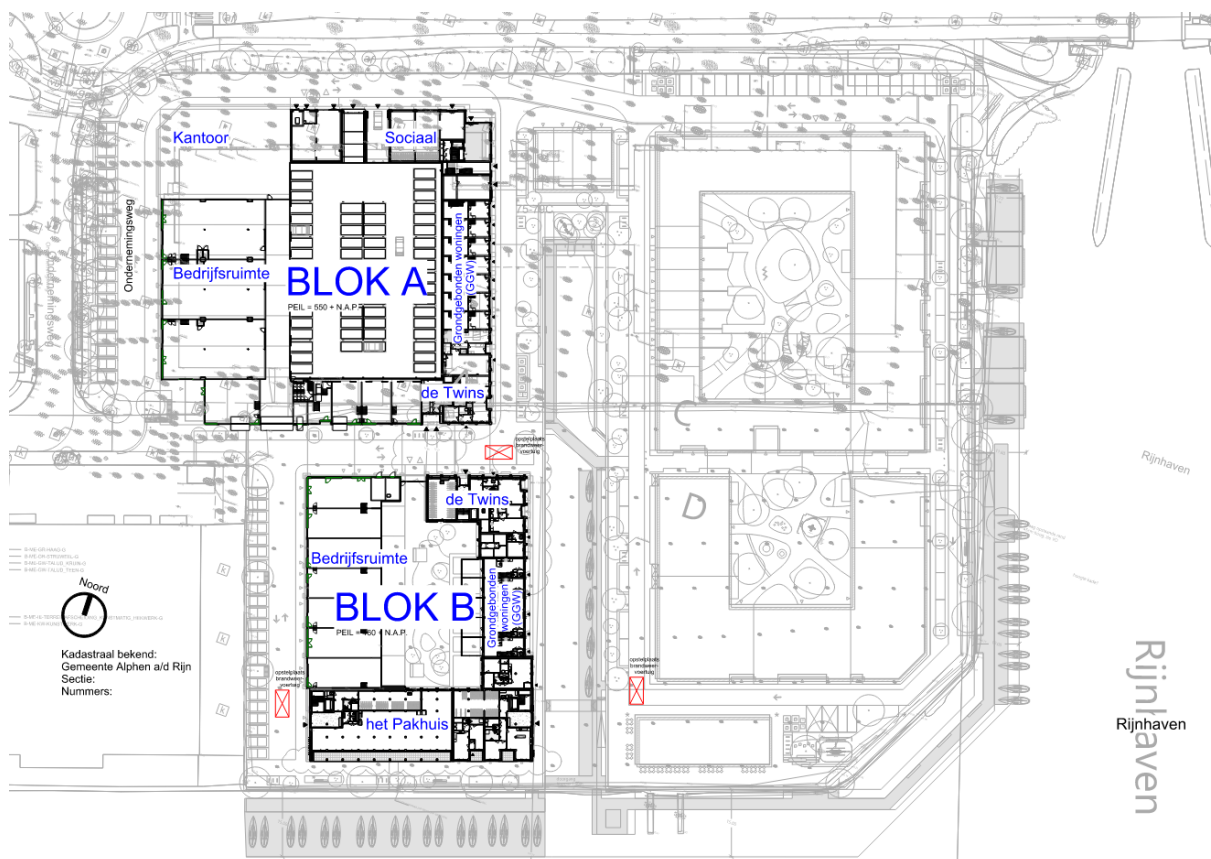 Kantoor
Sociaal
Ondernemingsweg
Ondernemingsweg
Grondgebonden woningen
(GGW)
Bedrijfsruimte
BLOK A
PEIL = 550 + N.A.P.
de Twins
C
opstelplaats
brandweer-
voertuig
Rijnhaven
de Twins
D
Bedrijfsruimte
Grondgebonden
woningen
(GGW)
BLOK B
Noord
Kadastraal bekend:
Gemeente Alphen a/d Rijn
Sectie:
Nummers:
opstelplaats
brandweer-
voertuig
opstelplaats
brandweer-
voertuig
het Pakhuis
Rijnhaven
Rijnhaven